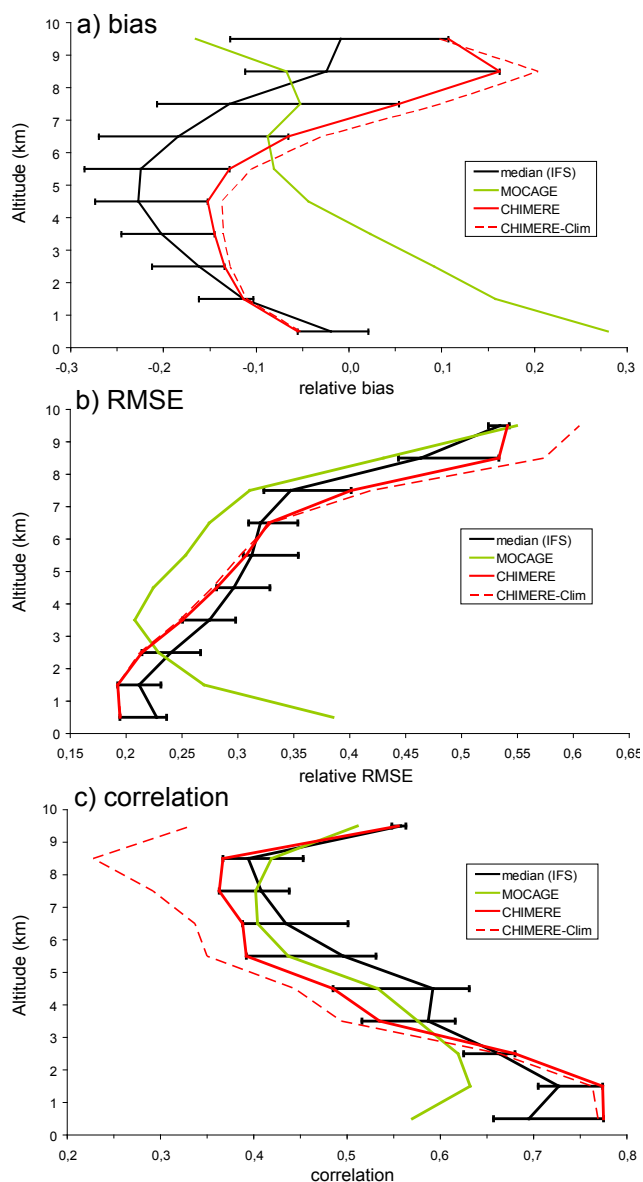 a) bias
10
9
8
7
6
5
4
3
2
1
0
Altitude (km)
median (IFS)
MOCAGE
CHIMERE
CHIMERE-Clim
-0,3 -0,2 -0,1 0,0 0,1 0,2 0,3
relative bias
b) RMSE
10
9
8
7
6
5
4
3
2
1
0
Altitude (km)
median (IFS)
MOCAGE
CHIMERE
CHIMERE-Clim
0,15 0,2 0,25 0,3 0,35 0,4 0,45 0,5 0,55 0,6 0,65
relative RMSE
c) correlation
10
9
8
7
6
5
4
3
2
1
0
Altitude (km)
median (IFS)
MOCAGE
CHIMERE
CHIMERE-Clim
0,2 0,3 0,4 0,5 0,6 0,7 0,8
correlation